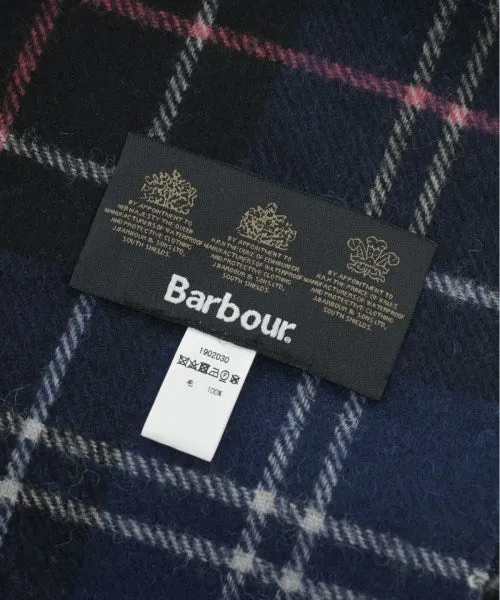 BY APPOINTMENT TO
HER MAJESTY THE QUEEN
MANUFACTURERS OF WATERPROOF
AND PROTECTIVE CLOTHING
J.BARBOUR & SONS LTD,
SOUTH SHIELDS.
BY APPOINTMENT TO
H.R.H. THE DUKE OF EDINBURGH
MANUFACTURERS OF WATERPROOF
AND PROTECTIVE CLOTHING
J.BARBOUR & SONS LTD,
SOUTH SHIELDS.
BY APPOINTMENT TO
H.R.H. THE PRINCE OF WALES
MANUFACTURERS OF WATERPROOF
AND PROTECTIVE CLOTHING
J.BARBOUR & SONS LTD,
SOUTH SHIELDS.
Barbour®
1902030
毛 100%